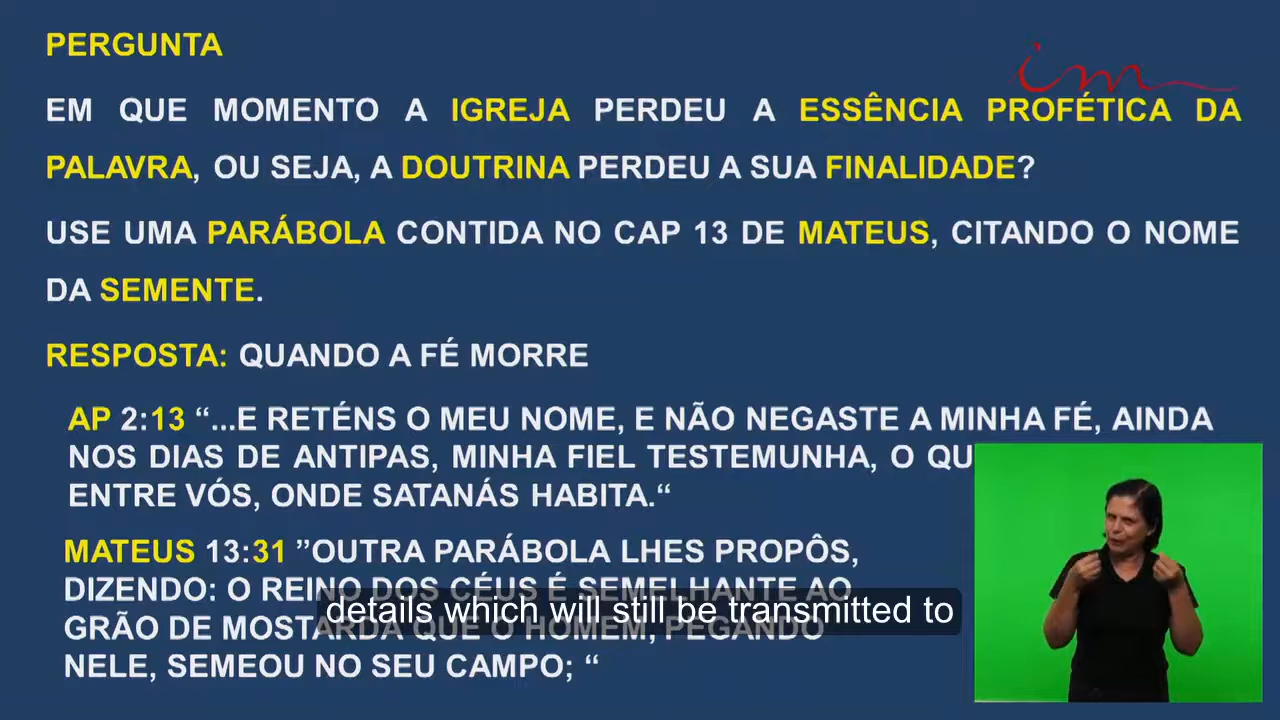 PERGUNTA
im
EM QUE MOMENTO A IGREJA PERDEU A ESSÊNCIA PROFÉTICA DA
PALAVRA, OU SEJA, A DOUTRINA PERDEU A SUA FINALIDADE?
USE UMA PARÁBOLA CONTIDA NO CAP 13 DE MATEUS, CITANDO O NOME
DA SEMENTE.
RESPOSTA: QUANDO A FÉ MORRE
AP 2:13 “...E RETÉNS O MEU NOME, E NÃO NEGASTE A MINHA FÉ, AINDA
NOS DIAS DE ANTIPAS, MINHA FIEL TESTEMUNHA, O QU
ENTRE VÓS, ONDE SATANÁS HABITA.“
MATEUS 13:31 ”OUTRA PARÁBOLA LHES PROPÔS,
DIZENDO: O REINO DOS CÉUS É SEMELHANTE AO
GRÃO DE MOSTARDA QUE O HOMEM, PEGANDO
NELE, SEMEOU NO SEU CAMPO; “
details which will still be transmitted to